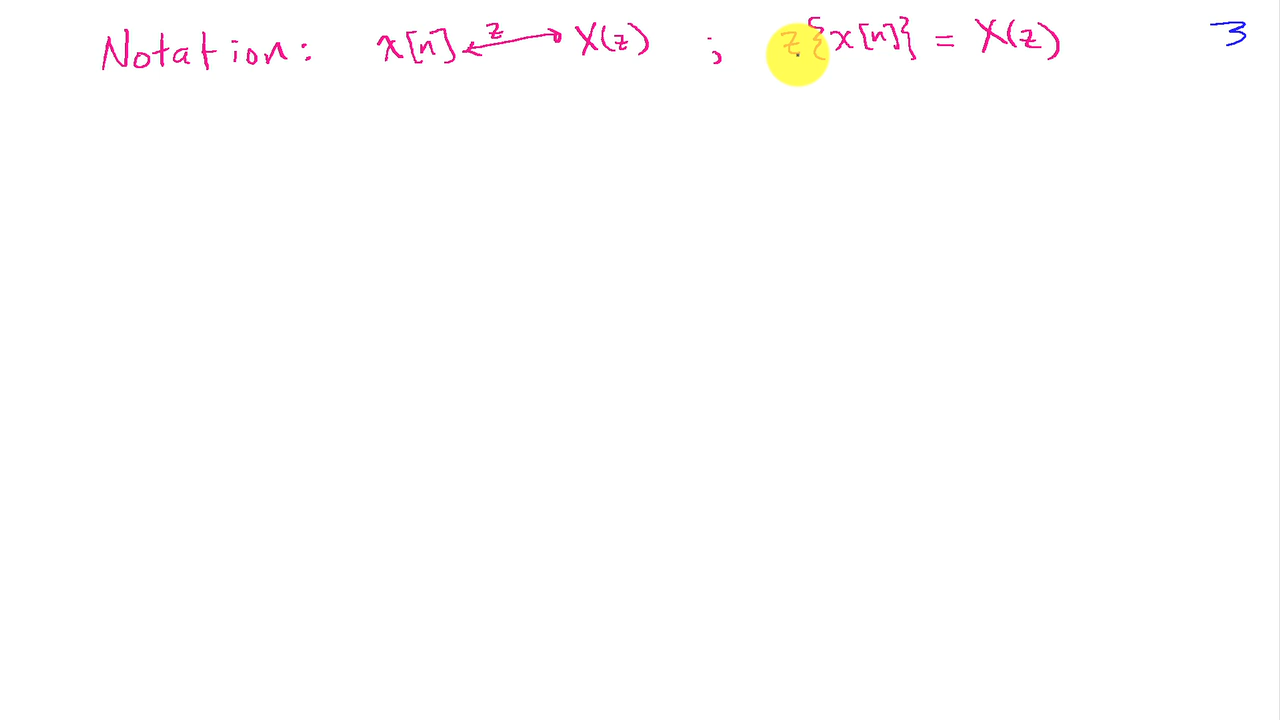 Notation: x[n] ⟷ᶻ X(z) ; z{x[n]} = X(z) 3